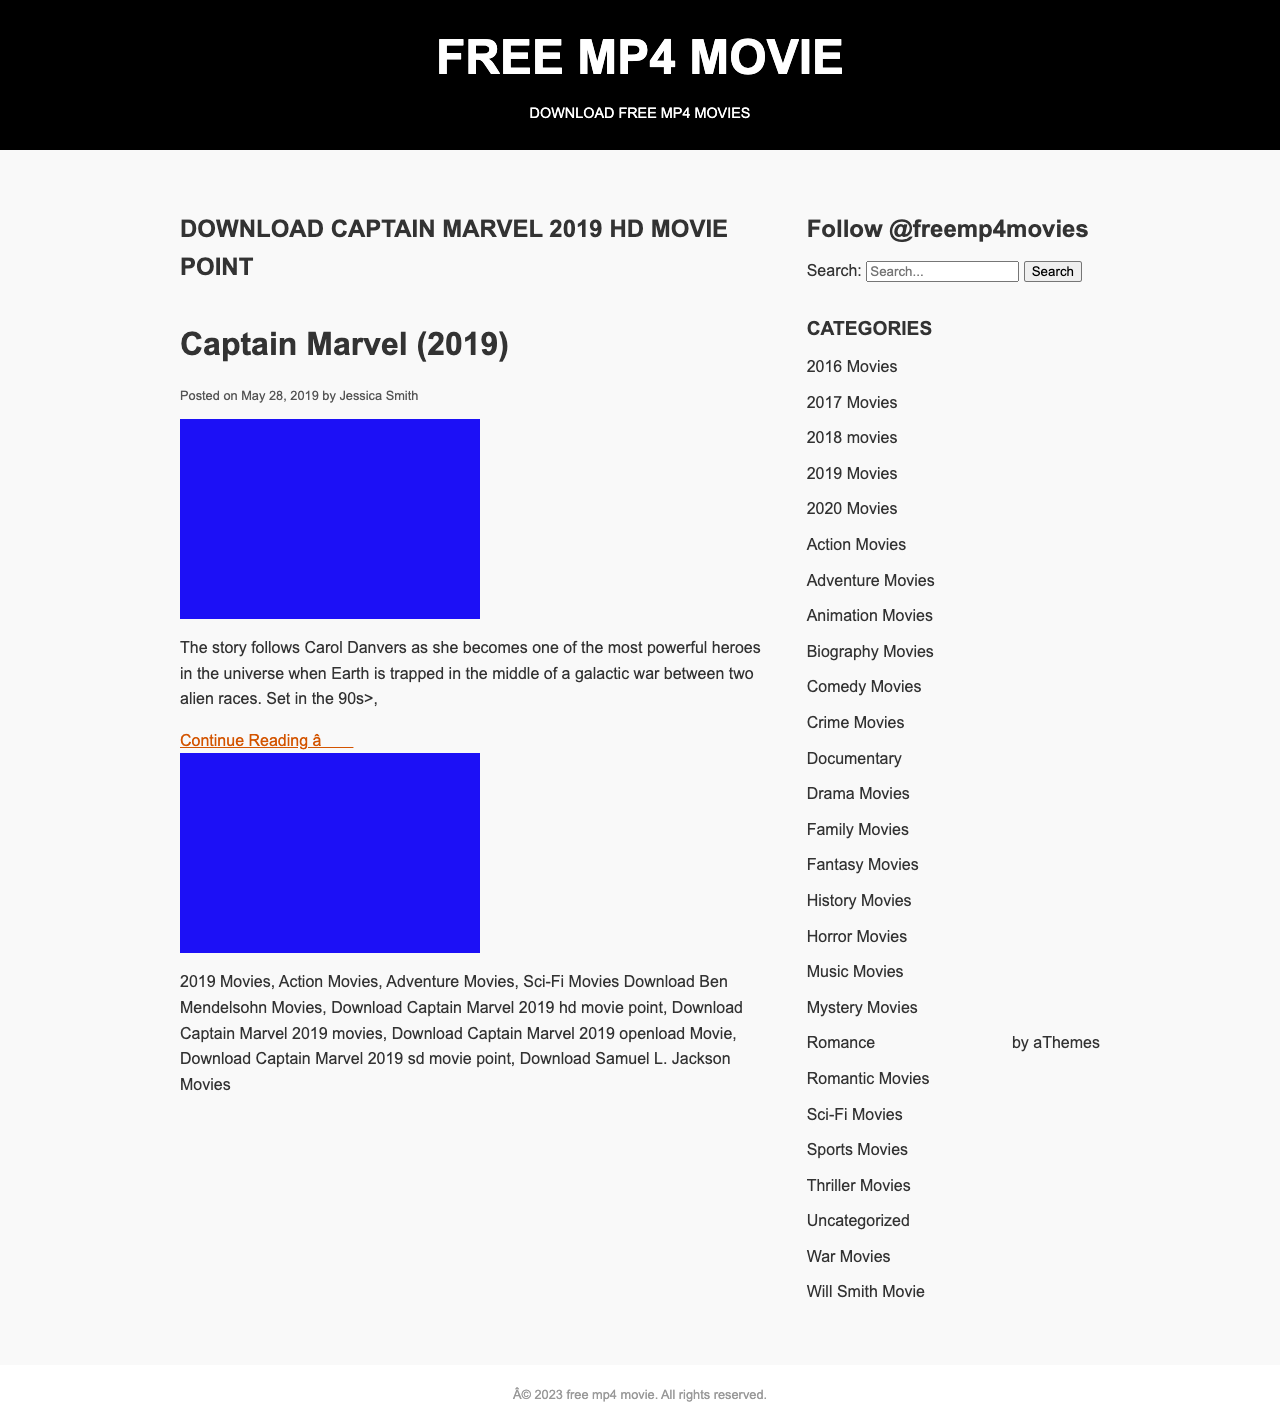 FREE MP4 MOVIE
DOWNLOAD FREE MP4 MOVIES
DOWNLOAD CAPTAIN MARVEL 2019 HD MOVIE
POINT
Captain Marvel (2019)
Posted on May 28, 2019 by Jessica Smith
The story follows Carol Danvers as she becomes one of the most powerful heroes
in the universe when Earth is trapped in the middle of a galactic war between two
alien races. Set in the 90s>,
Continue Reading â
2019 Movies, Action Movies, Adventure Movies, Sci-Fi Movies Download Ben
Mendelsohn Movies, Download Captain Marvel 2019 hd movie point, Download
Captain Marvel 2019 movies, Download Captain Marvel 2019 openload Movie,
Download Captain Marvel 2019 sd movie point, Download Samuel L. Jackson
Movies
Follow @freemp4movies
Search: Search... Search
CATEGORIES
2016 Movies
2017 Movies
2018 movies
2019 Movies
2020 Movies
Action Movies
Adventure Movies
Animation Movies
Biography Movies
Comedy Movies
Crime Movies
Documentary
Drama Movies
Family Movies
Fantasy Movies
History Movies
Horror Movies
Music Movies
Mystery Movies
Romance by aThemes
Romantic Movies
Sci-Fi Movies
Sports Movies
Thriller Movies
Uncategorized
War Movies
Will Smith Movie
Â© 2023 free mp4 movie. All rights reserved.